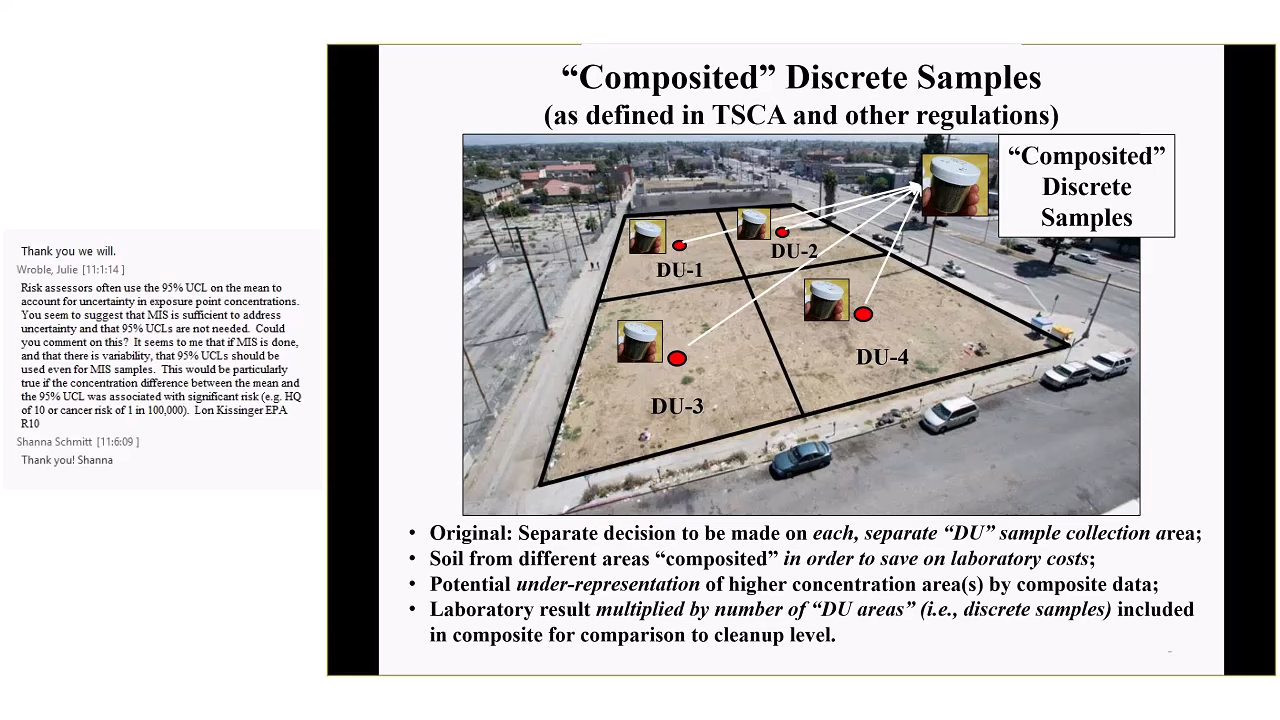 Thank you we will.
Wroble, Julie [11:1:14 ]
Risk assessors often use the 95% UCL on the mean to
account for uncertainty in exposure point concentrations.
You seem to suggest that MIS is sufficient to address
uncertainty and that 95% UCLs are not needed.  Could
you comment on this?  It seems to me that if MIS is done,
and that there is variability, that 95% UCLs should be
used even for MIS samples.  This would be particularly
true if the concentration difference between the mean and
the 95% UCL was associated with significant risk (e.g. HQ
of 10 or cancer risk of 1 in 100,000).  Lon Kissinger EPA
R10
Shanna Schmitt [11:6:09 ]
Thank you! Shanna
“Composited” Discrete Samples
(as defined in TSCA and other regulations)
“Composited”
Discrete
Samples
DU-1
DU-2
DU-3
DU-4
• Original: Separate decision to be made on each, separate “DU” sample collection area;
• Soil from different areas “composited” in order to save on laboratory costs;
• Potential under-representation of higher concentration area(s) by composite data;
• Laboratory result multiplied by number of “DU areas” (i.e., discrete samples) included
in composite for comparison to cleanup level.